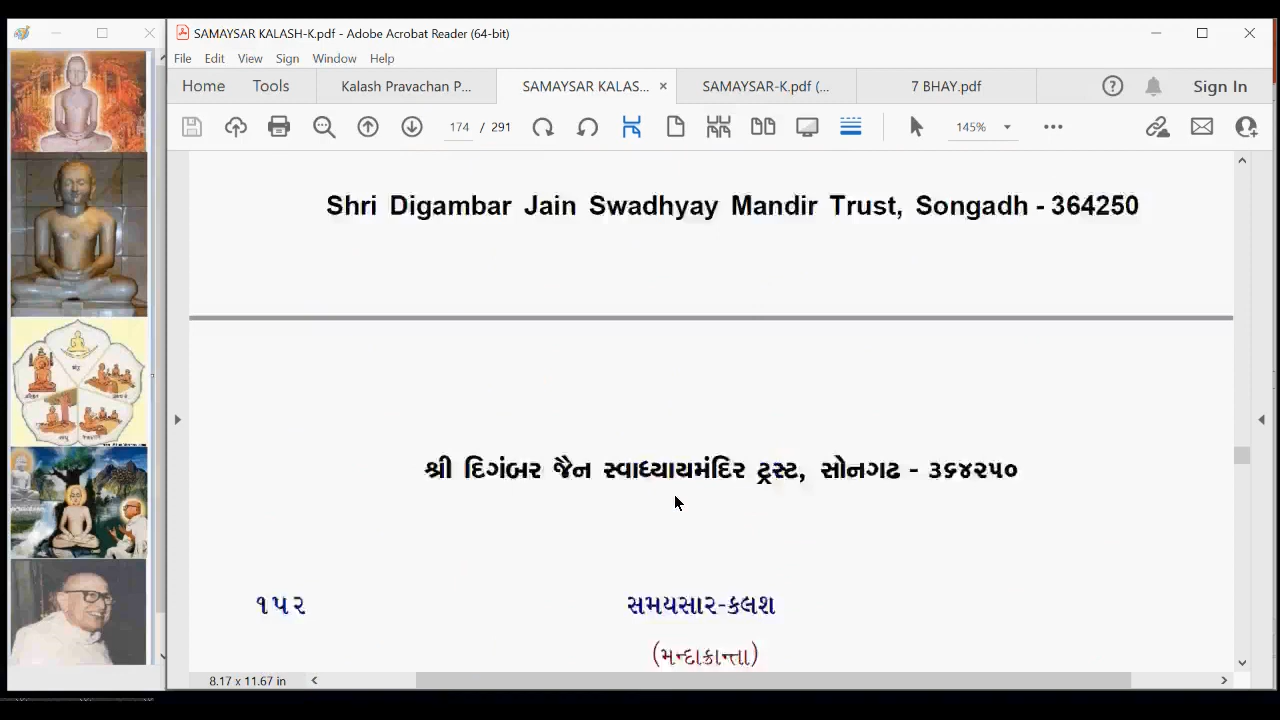 SAMAYSAR KALASH-K.pdf - Adobe Acrobat Reader (64-bit)
File Edit View Sign Window Help
Home Tools Kalash Pravachan P... SAMAYSAR KALAS... × SAMAYSAR-K.pdf (... 7 BHAY.pdf Sign In
174 / 291 145%
Shri Digambar Jain Swadhyay Mandir Trust, Songadh - 364250
શ્રી દિગંબર જૈન સ્વાધ્યાયમંદિર ટ્રસ્ટ, સોનગઢ - ૩૬૪૨૫૦
૧૫૨ સમયસાર-કલશ
(મન્દાક્રાન્તા)
8.17 x 11.67 in